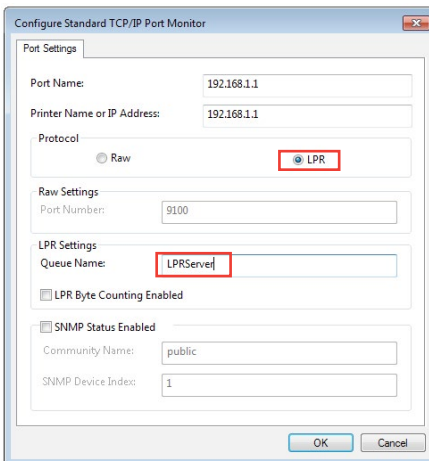 Configure Standard TCP/IP Port Monitor
Port Settings
Port Name: 192.168.1.1
Printer Name or IP Address: 192.168.1.1
Protocol
Raw LPR
Raw Settings
Port Number: 9100
LPR Settings
Queue Name: LPRServer
LPR Byte Counting Enabled
SNMP Status Enabled
Community Name: public
SNMP Device Index: 1
OK Cancel